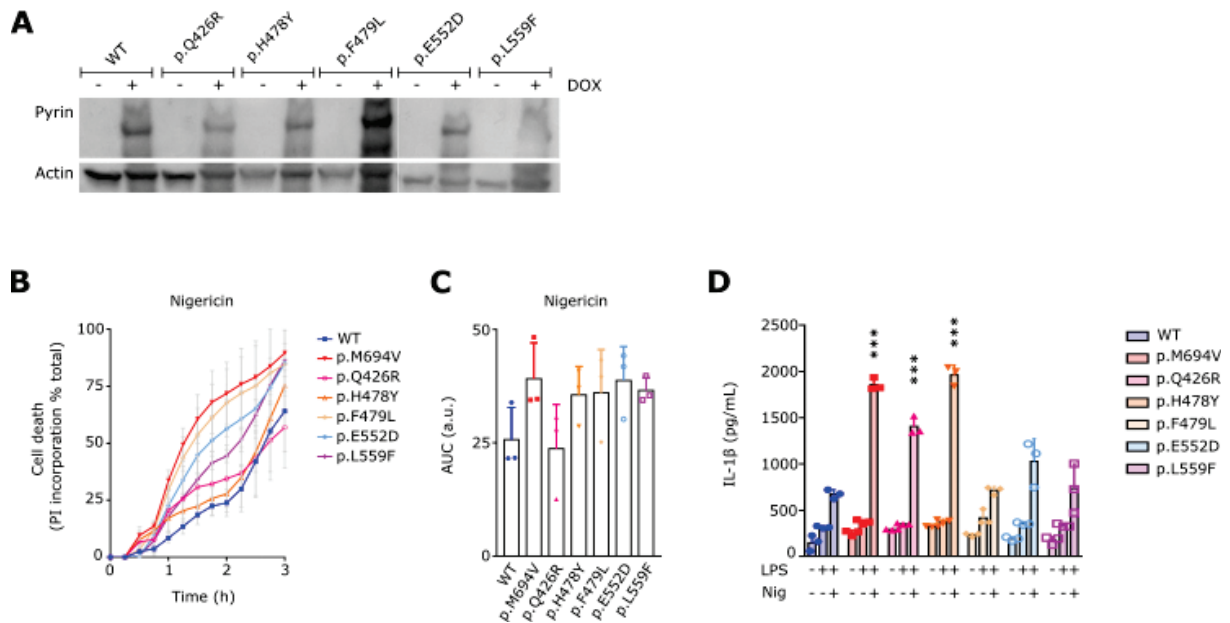 A
WT p.Q426R p.H478Y p.F479L p.E552D p.L559F
- + - + - + - + - + - + DOX
Pyrin
Actin
B
Nigericin
Cell death
(PI incorporation % total)
100
75
50
25
0
0 1 2 3
Time (h)
WT
p.M694V
p.Q426R
p.H478Y
p.F479L
p.E552D
p.L559F
C
Nigericin
AUC (a.u.)
50
25
0
WT p.M694V p.Q426R p.H478Y p.F479L p.E552D p.L559F
D
IL-1β (pg/mL)
2500
2000
1500
1000
500
0
*** *** ***
LPS - - + + - - + + - - + + - - + + - - + + - - + + - - + +
Nig - - - + - - - + - - - + - - - + - - - + - - - + - - - +
WT
p.M694V
p.Q426R
p.H478Y
p.F479L
p.E552D
p.L559F